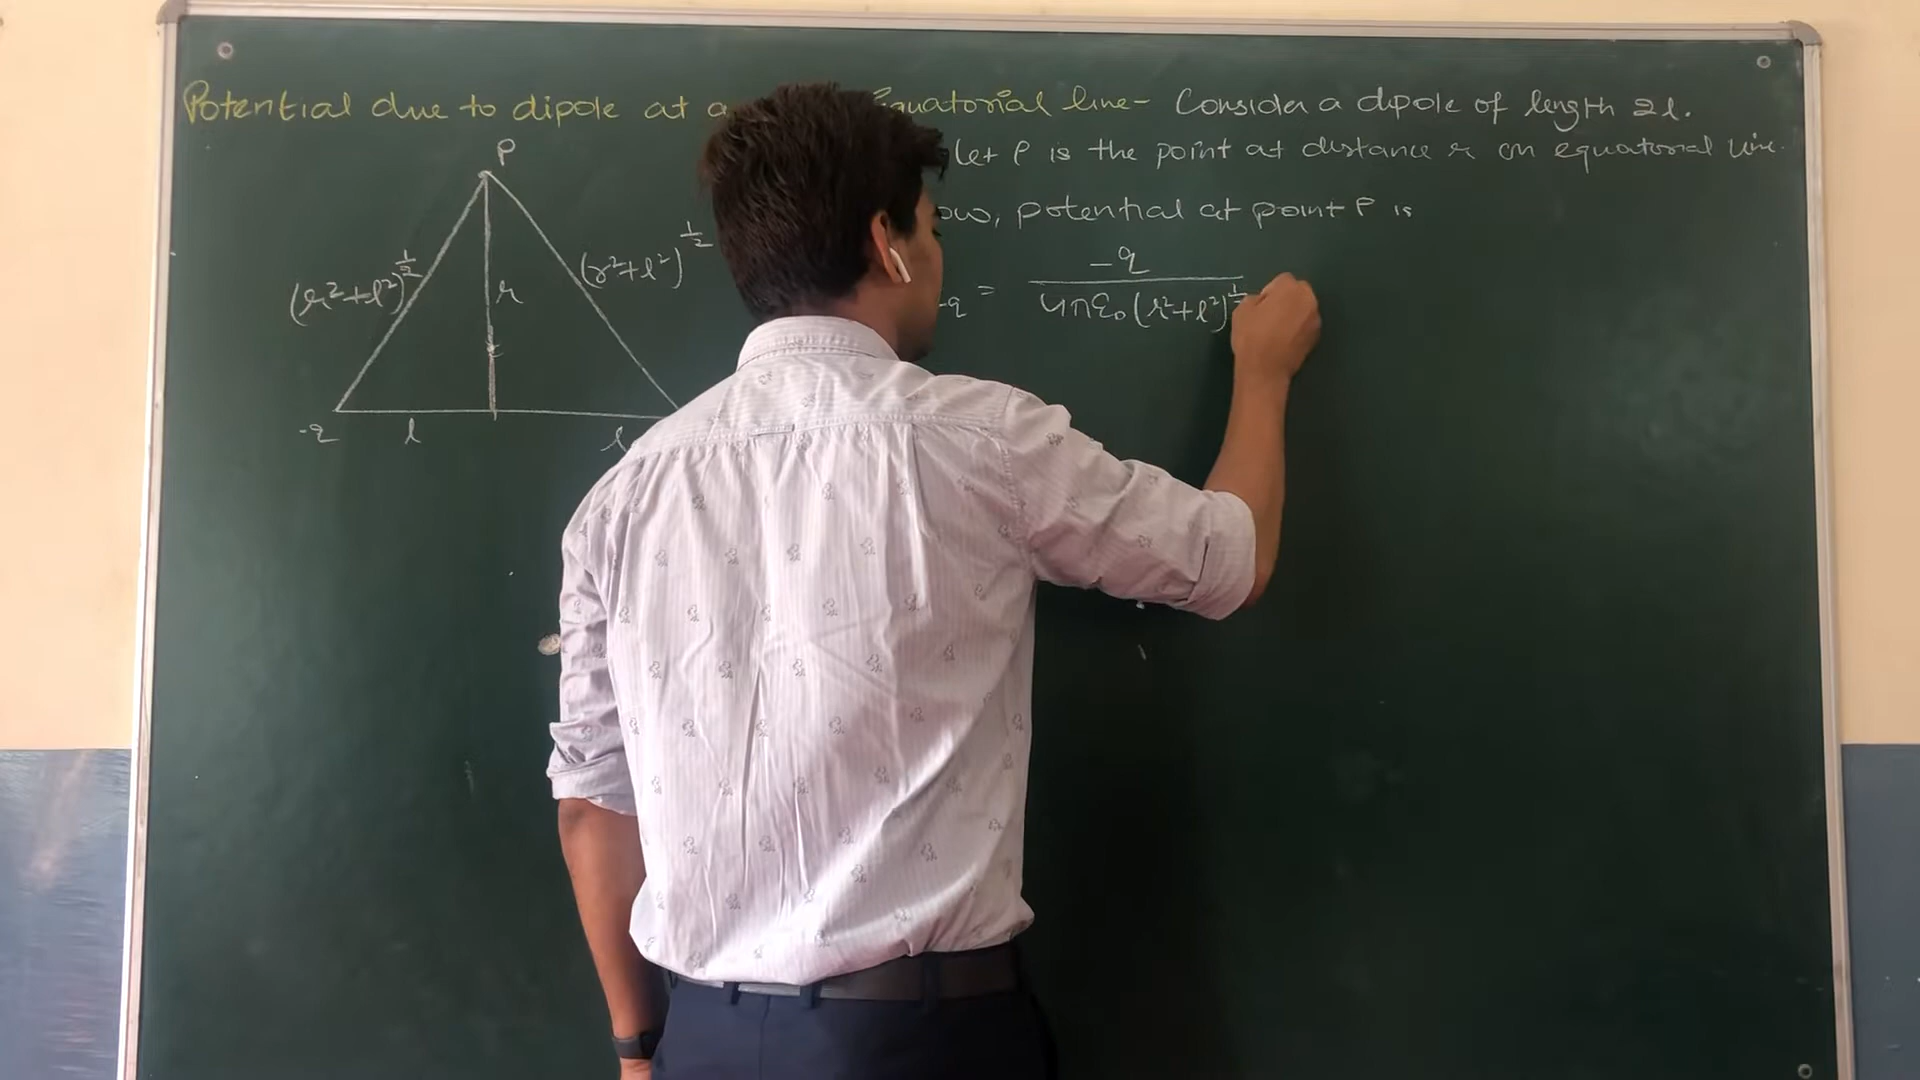 Potential due to dipole at a equatorial line- Consider a dipole of length 2l.
let P is the point at distance r on equatorial line.
potential at point P is
P
(r²+l²)^½
r
(r²+l²)^½
-q
l
l
-q = -q / 4πε₀(r²+l²)^½